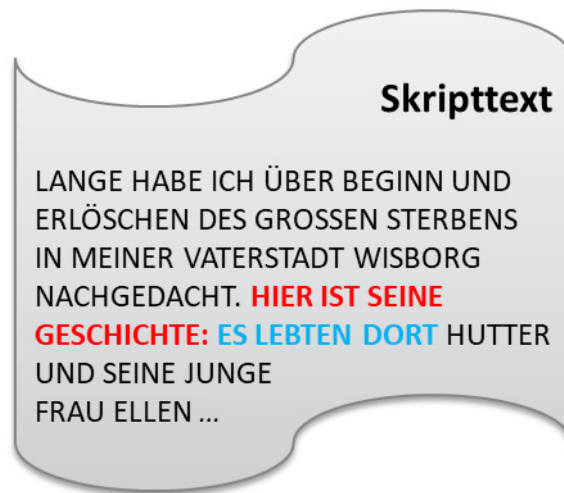 Skripttext
LANGE HABE ICH ÜBER BEGINN UND
ERLÖSCHEN DES GROSSEN STERBENS
IN MEINER VATERSTADT WISBORG
NACHGEDACHT. HIER IST SEINE
GESCHICHTE: ES LEBTEN DORT HUTTER
UND SEINE JUNGE
FRAU ELLEN ...